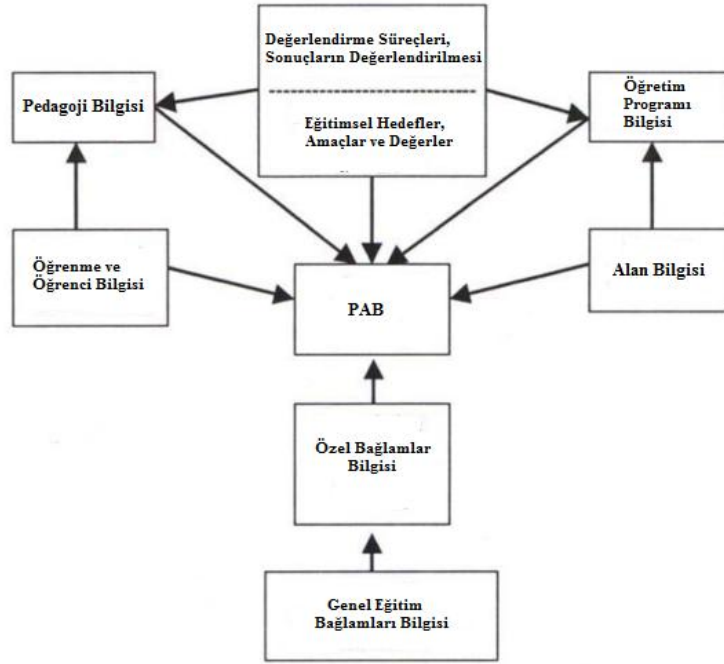 Değerlendirme Süreçleri,
Sonuçların Değerlendirilmesi
Eğitimsel Hedefler,
Amaçlar ve Değerler
Pedagoji Bilgisi
Öğretim
Programı
Bilgisi
Öğrenme ve
Öğrenci Bilgisi
PAB
Alan Bilgisi
Özel Bağlamlar
Bilgisi
Genel Eğitim
Bağlamları Bilgisi